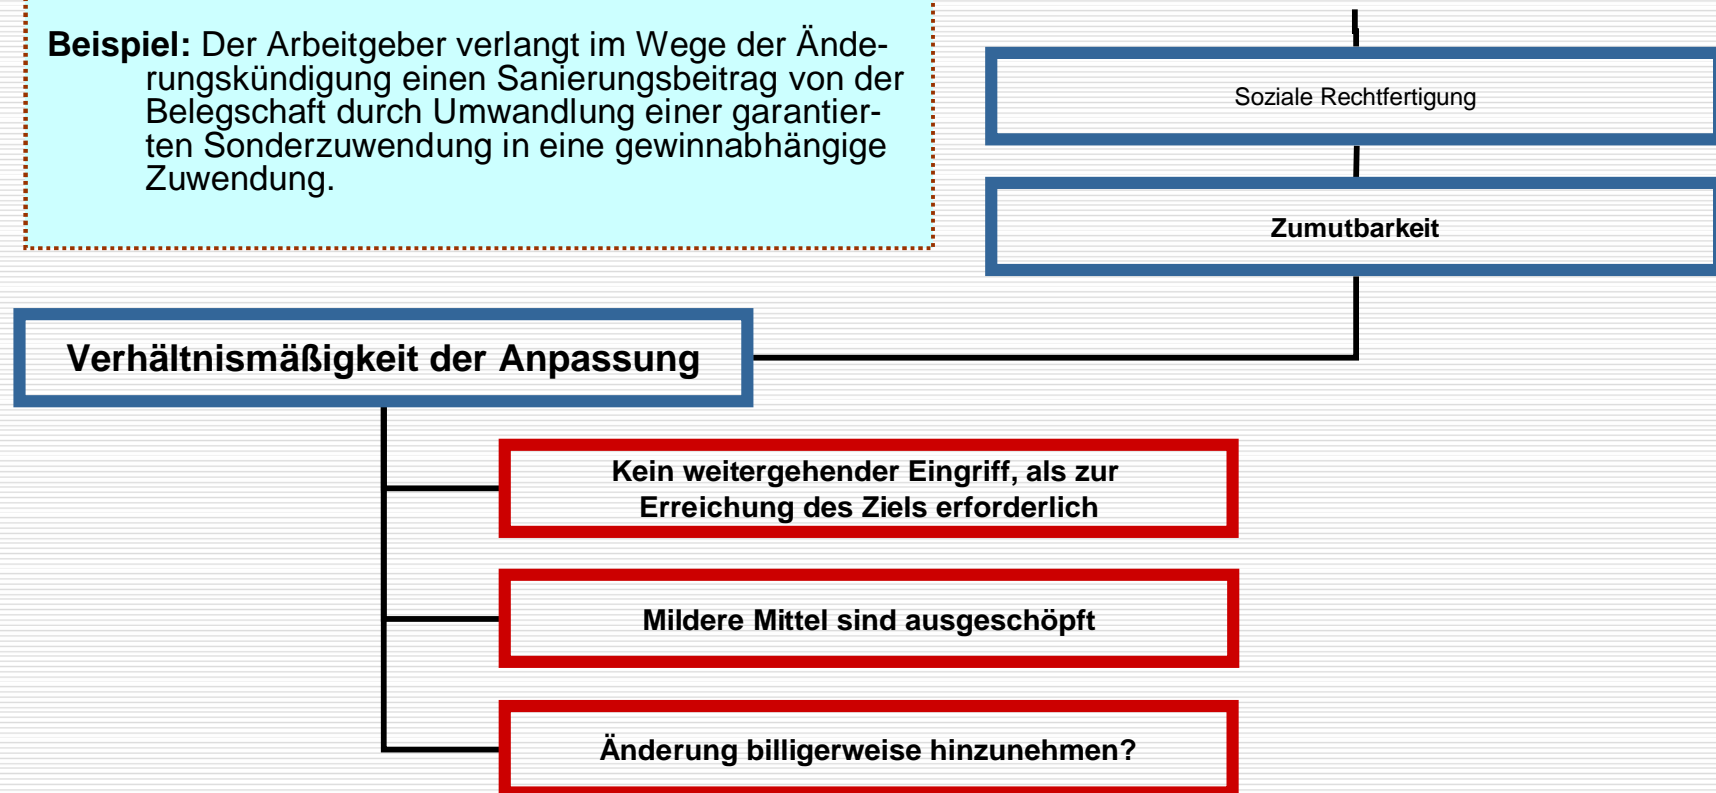 Beispiel: Der Arbeitgeber verlangt im Wege der Ände-
rungskündigung einen Sanierungsbeitrag von der
Belegschaft durch Umwandlung einer garantier-
ten Sonderzuwendung in eine gewinnabhängige
Zuwendung.
Soziale Rechtfertigung
Zumutbarkeit
Verhältnismäßigkeit der Anpassung
Kein weitergehender Eingriff, als zur
Erreichung des Ziels erforderlich
Mildere Mittel sind ausgeschöpft
Änderung billigerweise hinzunehmen?